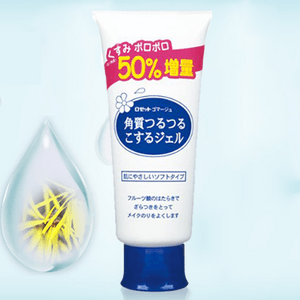 くすみ ポロポロ
50%増量
ロゼットゴマージュ
角質つるつる
こするジェル
肌にやさしいソフトタイプ
フルーツ酸のはたらきで
ざらつきをとって
メイクのりをよくします